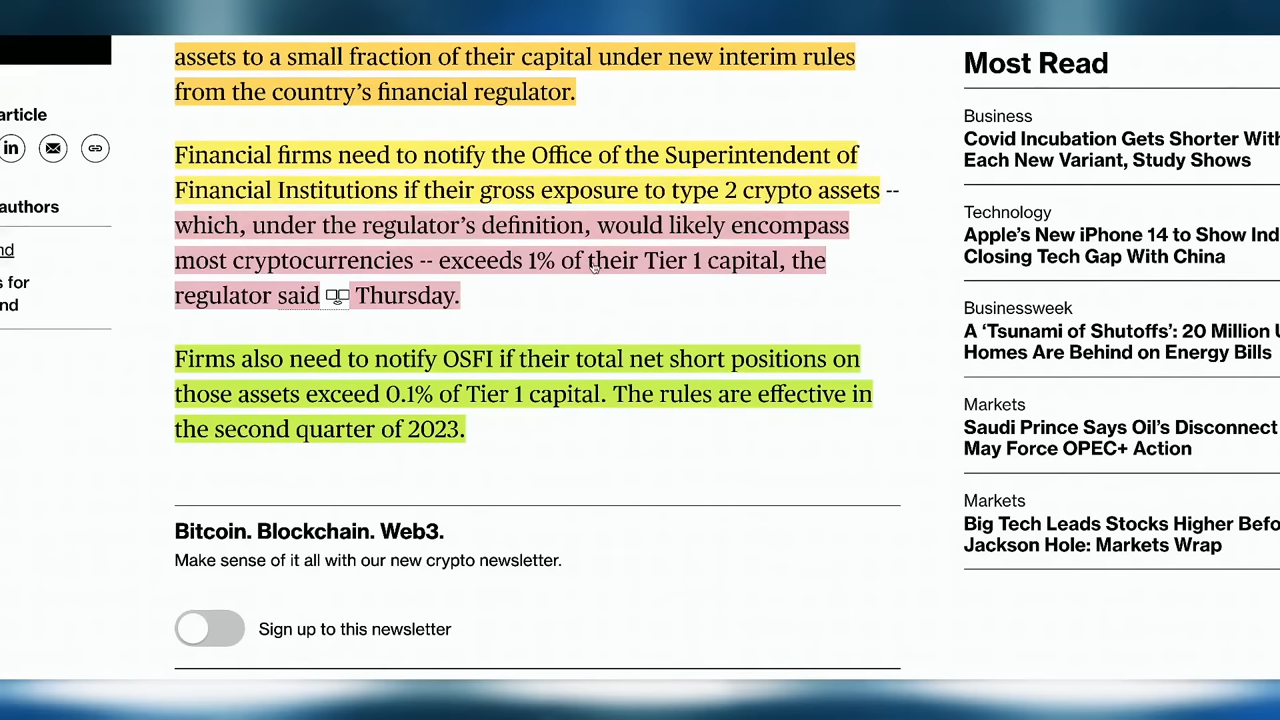 article
authors
nd
s for
nd
assets to a small fraction of their capital under new interim rules
from the country’s financial regulator.
Financial firms need to notify the Office of the Superintendent of
Financial Institutions if their gross exposure to type 2 crypto assets --
which, under the regulator’s definition, would likely encompass
most cryptocurrencies -- exceeds 1% of their Tier 1 capital, the
regulator said Thursday.
Firms also need to notify OSFI if their total net short positions on
those assets exceed 0.1% of Tier 1 capital. The rules are effective in
the second quarter of 2023.
Bitcoin. Blockchain. Web3.
Make sense of it all with our new crypto newsletter.
Sign up to this newsletter
Most Read
Business
Covid Incubation Gets Shorter With
Each New Variant, Study Shows
Technology
Apple’s New iPhone 14 to Show Ind
Closing Tech Gap With China
Businessweek
A ‘Tsunami of Shutoffs’: 20 Million U
Homes Are Behind on Energy Bills
Markets
Saudi Prince Says Oil’s Disconnect
May Force OPEC+ Action
Markets
Big Tech Leads Stocks Higher Befo
Jackson Hole: Markets Wrap